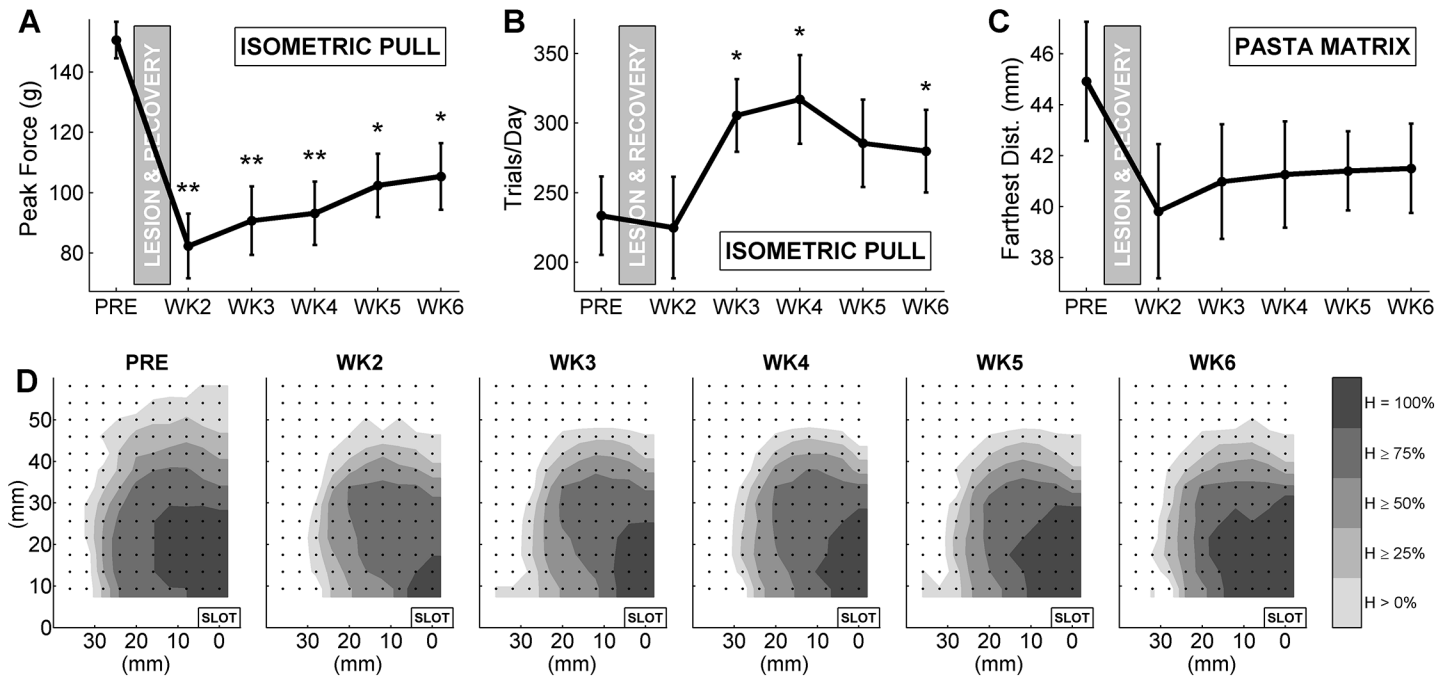 A
ISOMETRIC PULL
LESION & RECOVERY
Peak Force (g)
140
120
100
80
**
**
**
*
*
PRE WK2 WK3 WK4 WK5 WK6
B
ISOMETRIC PULL
LESION & RECOVERY
Trials/Day
350
300
250
200
*
*
*
PRE WK2 WK3 WK4 WK5 WK6
C
PASTA MATRIX
LESION & RECOVERY
Farthest Dist. (mm)
46
44
42
40
38
PRE WK2 WK3 WK4 WK5 WK6
D
PRE WK2 WK3 WK4 WK5 WK6
(mm)
50
40
30
20
10
0
SLOT SLOT SLOT SLOT SLOT SLOT
30 20 10 0 30 20 10 0 30 20 10 0 30 20 10 0 30 20 10 0 30 20 10 0
(mm) (mm) (mm) (mm) (mm) (mm)
H = 100%
H ≥ 75%
H ≥ 50%
H ≥ 25%
H > 0%